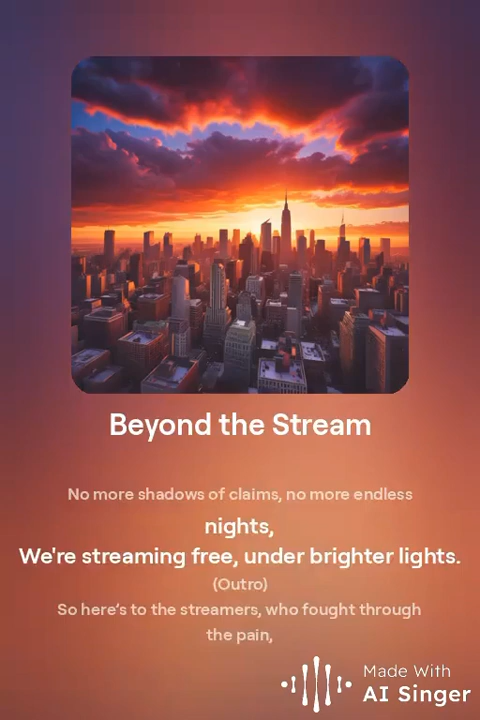 Beyond the Stream
No more shadows of claims, no more endless
nights,
We're streaming free, under brighter lights.
(Outro)
So here's to the streamers, who fought through
the pain,
Made With
AI Singer